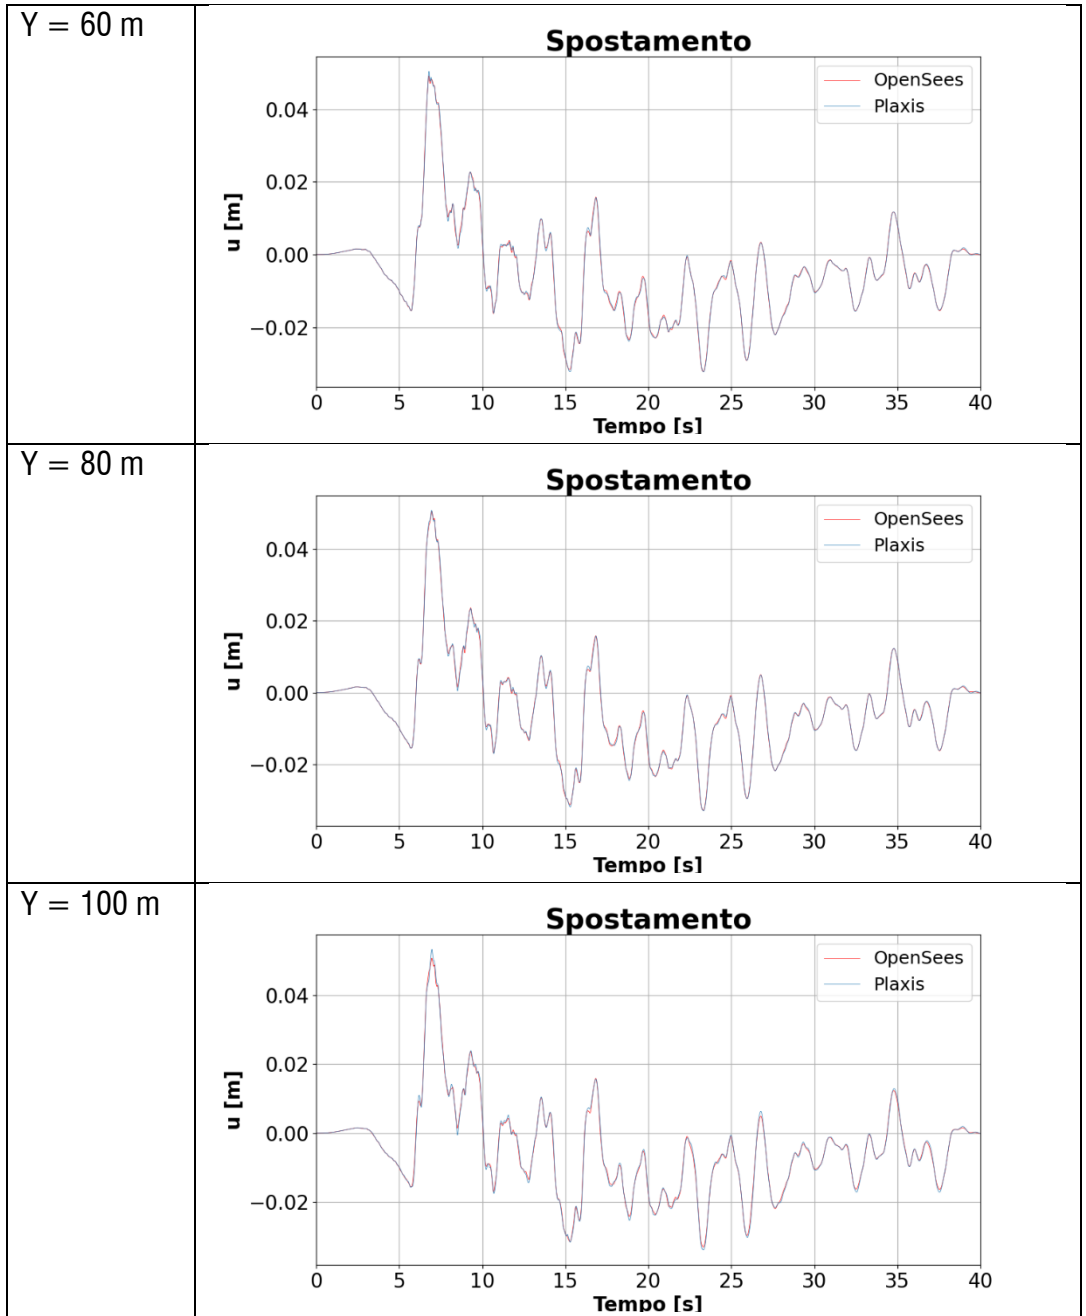 Y = 60 m
Spostamento
OpenSees
Plaxis
u [m]
0.04
0.02
0.00
−0.02
0 5 10 15 20 25 30 35 40
Tempo [s]
Y = 80 m
Spostamento
OpenSees
Plaxis
u [m]
0.04
0.02
0.00
−0.02
0 5 10 15 20 25 30 35 40
Tempo [s]
Y = 100 m
Spostamento
OpenSees
Plaxis
u [m]
0.04
0.02
0.00
−0.02
0 5 10 15 20 25 30 35 40
Tempo [s]